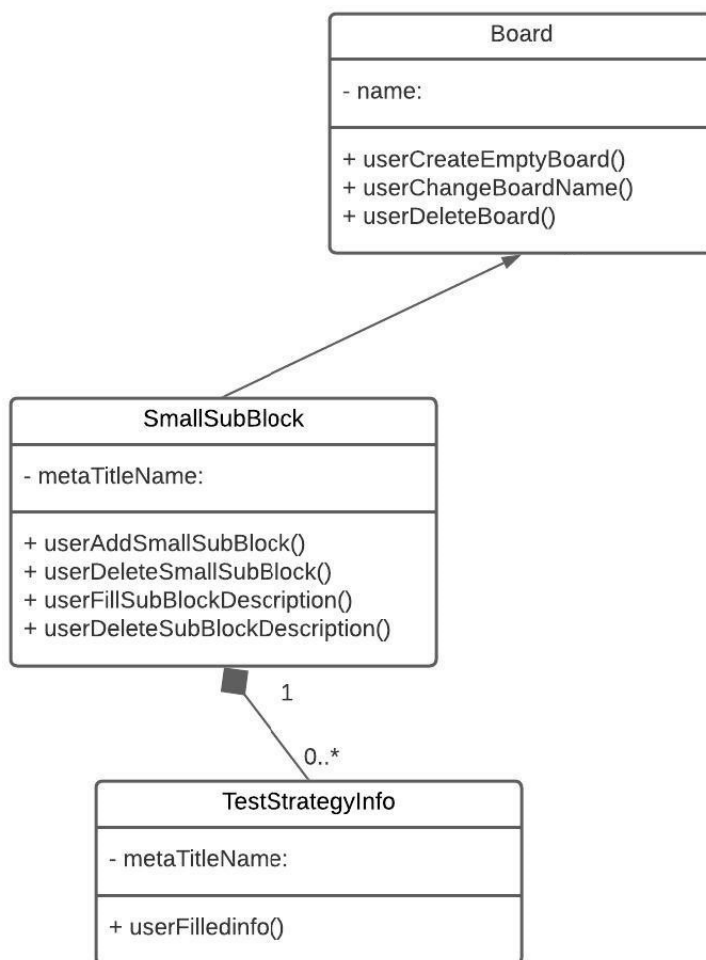 Board
- name:
+ userCreateEmptyBoard()
+ userChangeBoardName()
+ userDeleteBoard()
SmallSubBlock
- metaTitleName:
+ userAddSmallSubBlock()
+ userDeleteSmallSubBlock()
+ userFillSubBlockDescription()
+ userDeleteSubBlockDescription()
1
0..*
TestStrategyInfo
- metaTitleName:
+ userFilledinfo()